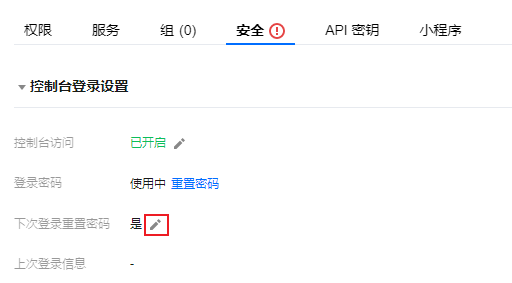 权限 服务 组 (0) 安全 API 密钥 小程序
控制台登录设置
控制台访问 已开启
登录密码 使用中 重置密码
下次登录重置密码 是
上次登录信息 -